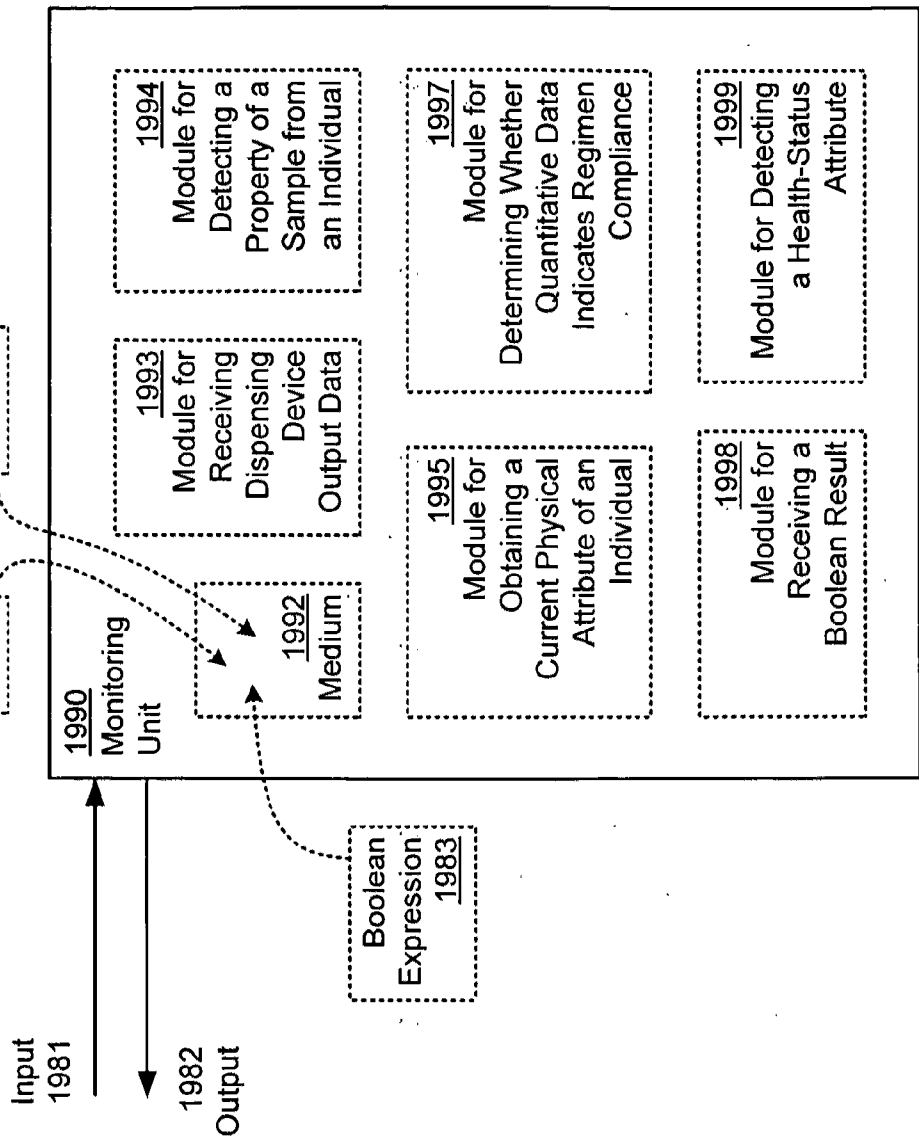 Input
1981
1982
Output
Boolean
Expression
1983
1990
Monitoring
Unit
1992
Medium
1993
Module for
Receiving
Dispensing
Device
Output Data
1994
Module for
Detecting a
Property of a
Sample from
an Individual
1995
Module for
Obtaining a
Current Physical
Attribute of an
Individual
1997
Module for
Determining Whether
Quantitative Data
Indicates Regimen
Compliance
1998
Module for
Receiving a
Boolean Result
1999
Module for Detecting
a Health-Status
Attribute